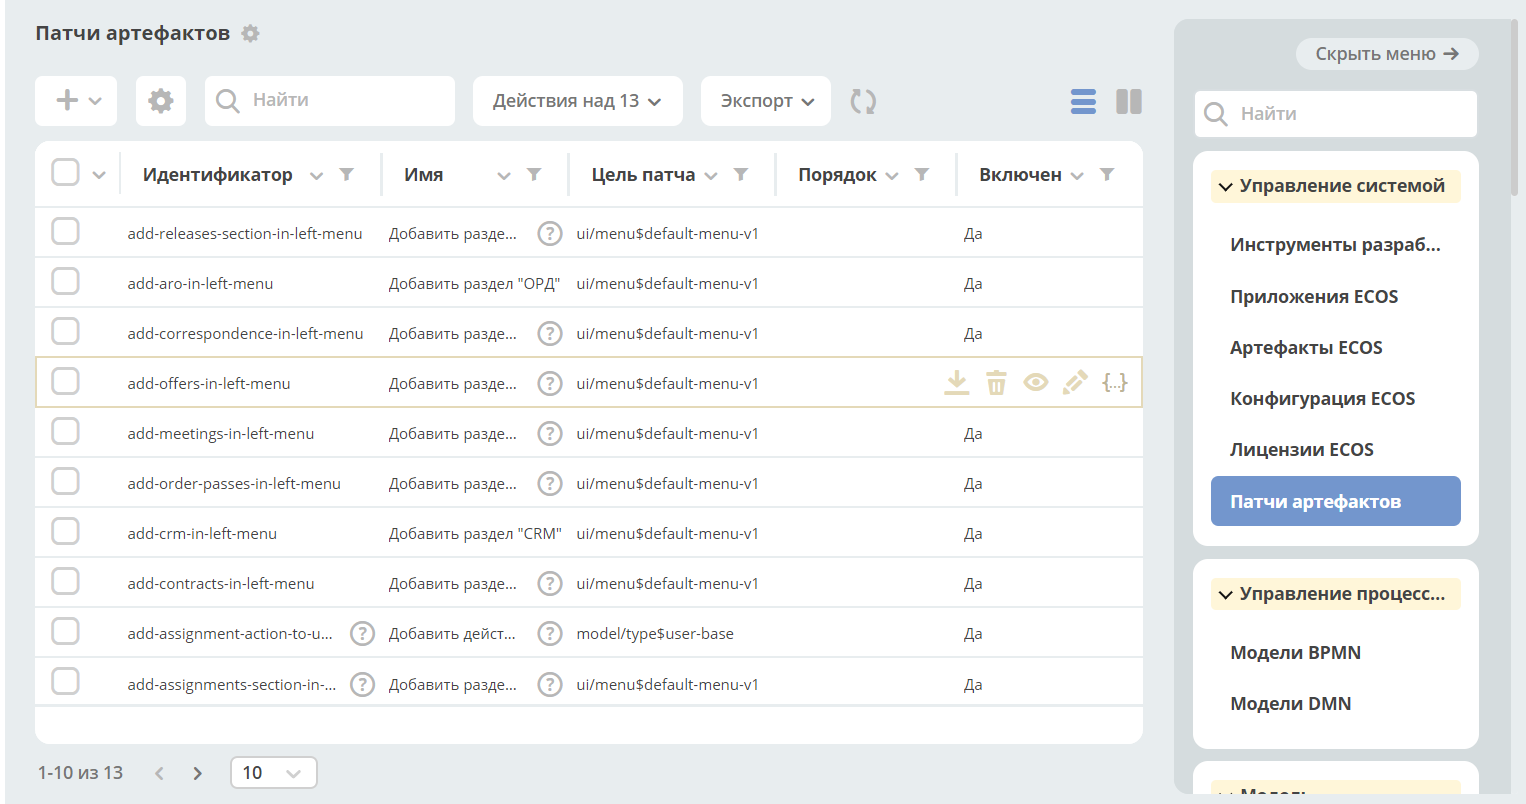 Патчи артефактов
Найти
Действия над 13
Экспорт
Идентификатор Имя Цель патча Порядок Включен
add-releases-section-in-left-menu Добавить разде... ? ui/menu$default-menu-v1 Да
add-aro-in-left-menu Добавить раздел "ОРД" ui/menu$default-menu-v1 Да
add-correspondence-in-left-menu Добавить разде... ? ui/menu$default-menu-v1 Да
add-offers-in-left-menu Добавить разде... ? ui/menu$default-menu-v1 {...}
add-meetings-in-left-menu Добавить разде... ? ui/menu$default-menu-v1 Да
add-order-passes-in-left-menu Добавить разде... ? ui/menu$default-menu-v1 Да
add-crm-in-left-menu Добавить раздел "CRM" ui/menu$default-menu-v1 Да
add-contracts-in-left-menu Добавить разде... ? ui/menu$default-menu-v1 Да
add-assignment-action-to-u... ? Добавить дейст... ? model/type$user-base Да
add-assignments-section-in-... ? Добавить разде... ? ui/menu$default-menu-v1 Да
1-10 из 13
10
Скрыть меню →
Найти
Управление системой
Инструменты разраб...
Приложения ECOS
Артефакты ECOS
Конфигурация ECOS
Лицензии ECOS
Патчи артефактов
Управление процесс...
Модели BPMN
Модели DMN